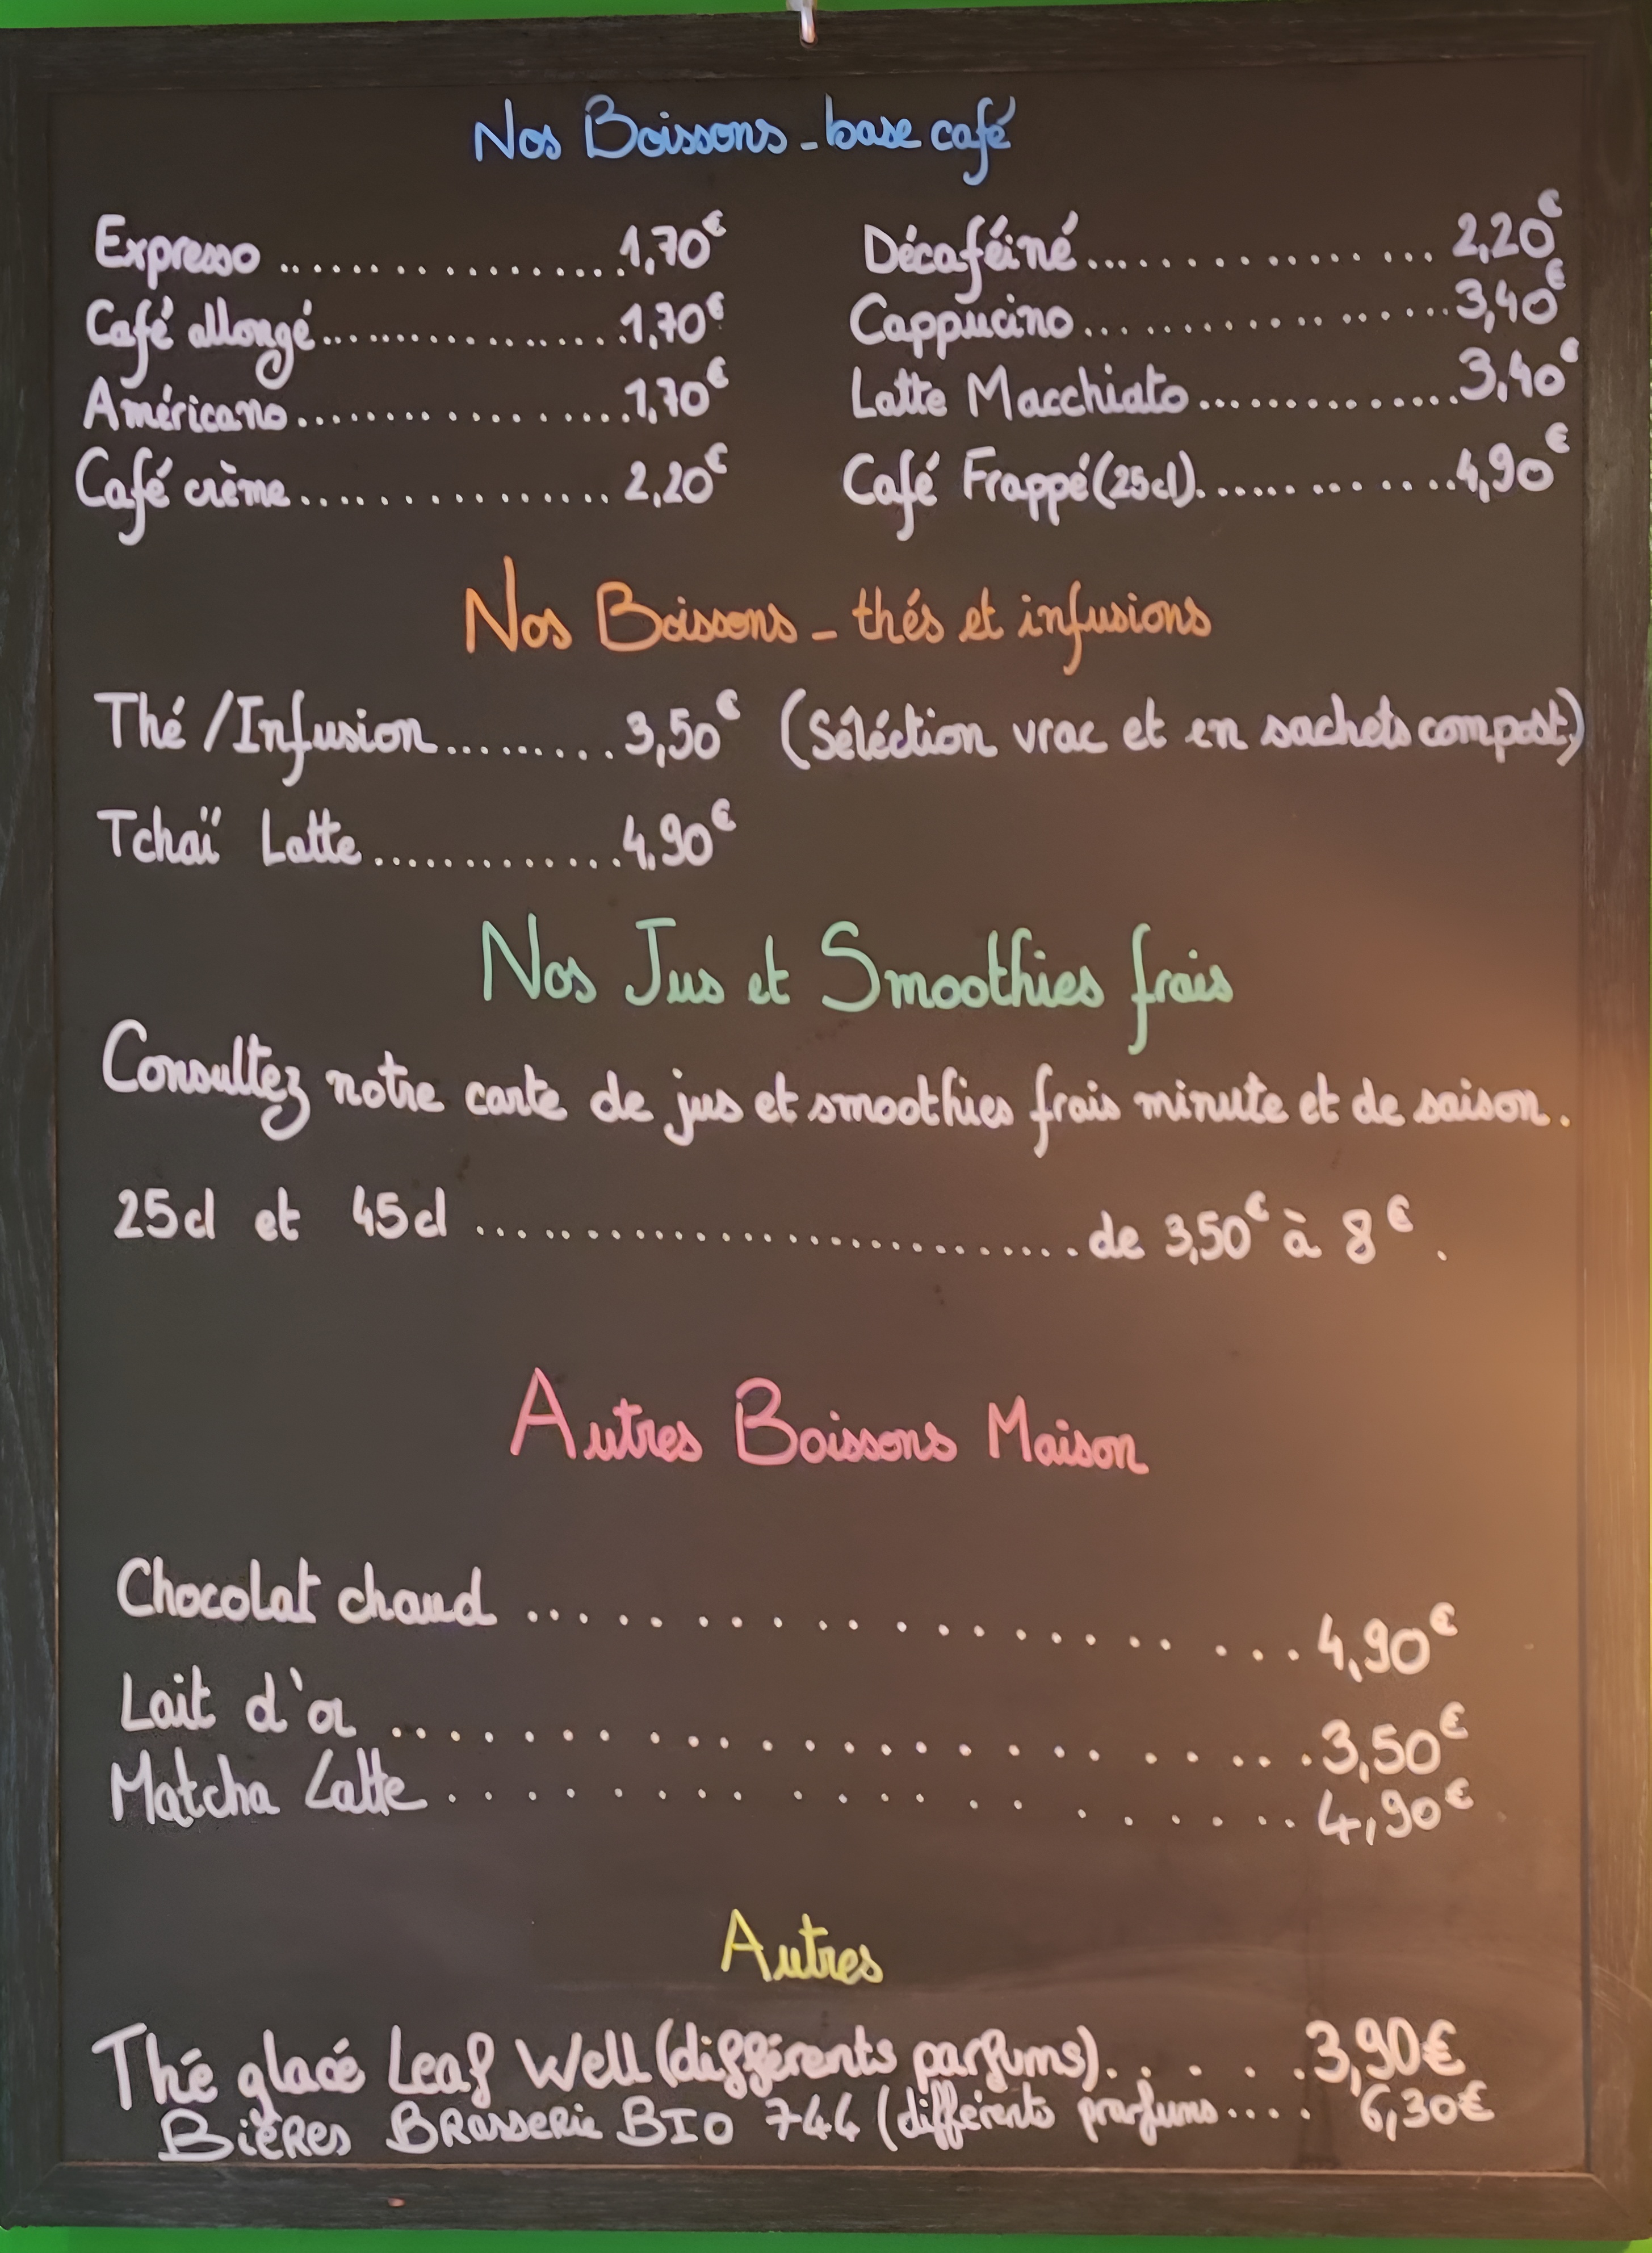 Nos Boissons - base café
Expresso ..................1,70€
Café allongé..................1,70€
Américano..................1,70€
Café crème................ 2,20€
Décaféiné................ 2,20€
Cappucino..................3,40€
Latte Macchiato..............3,40€
Café Frappé (25cl)..............4,90€
Nos Boissons - thés et infusions
Thé / Infusion......... 3,50€ (Séléction vrac et en sachets compost.)
Tchaï Latte..............4,90€
Nos Jus et Smoothies frais
Consultez notre carte de jus et smoothies frais minute et de saison.
25cl et 45cl ..............................de 3,50€ à 8€.
Autres Boissons Maison
Chocolat chaud .................... 4,90€
Lait d'or ........................3,50€
Matcha Latte.................... 4,90€
Autres
Thé glacé Leaf Well (différents parfums)......3,90€
Bières Brasserie BIO 744 (différents prarfums.... 6,30€